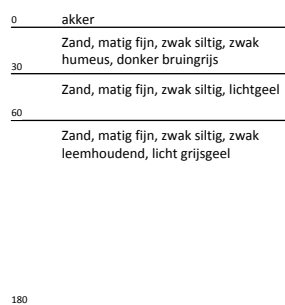 0 akker
Zand, matig fijn, zwak siltig, zwak
humeus, donker bruingrijs
30
Zand, matig fijn, zwak siltig, lichtgeel
60
Zand, matig fijn, zwak siltig, zwak
leemhoudend, licht grijsgeel
180